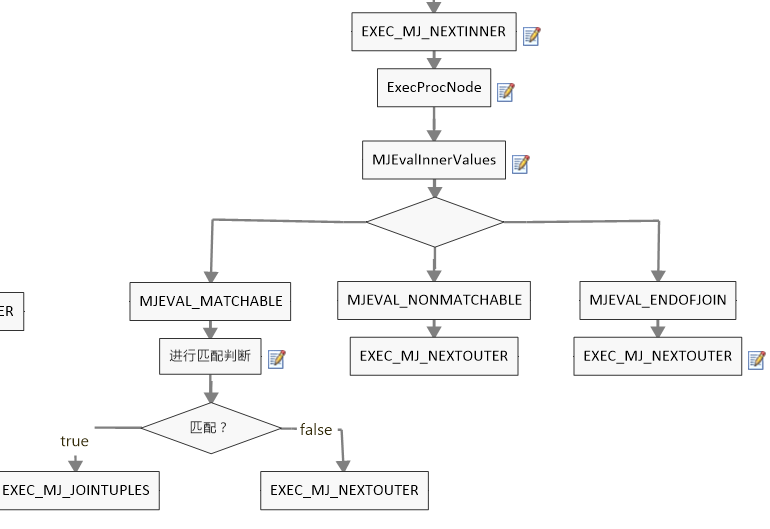 EXEC_MJ_NEXTINNER
ExecProcNode
MJEvalInnerValues
ER
MJEVAL_MATCHABLE
MJEVAL_NONMATCHABLE
MJEVAL_ENDOFJOIN
进行匹配判断
EXEC_MJ_NEXTOUTER
EXEC_MJ_NEXTOUTER
匹配？
true
false
EXEC_MJ_JOINTUPLES
EXEC_MJ_NEXTOUTER